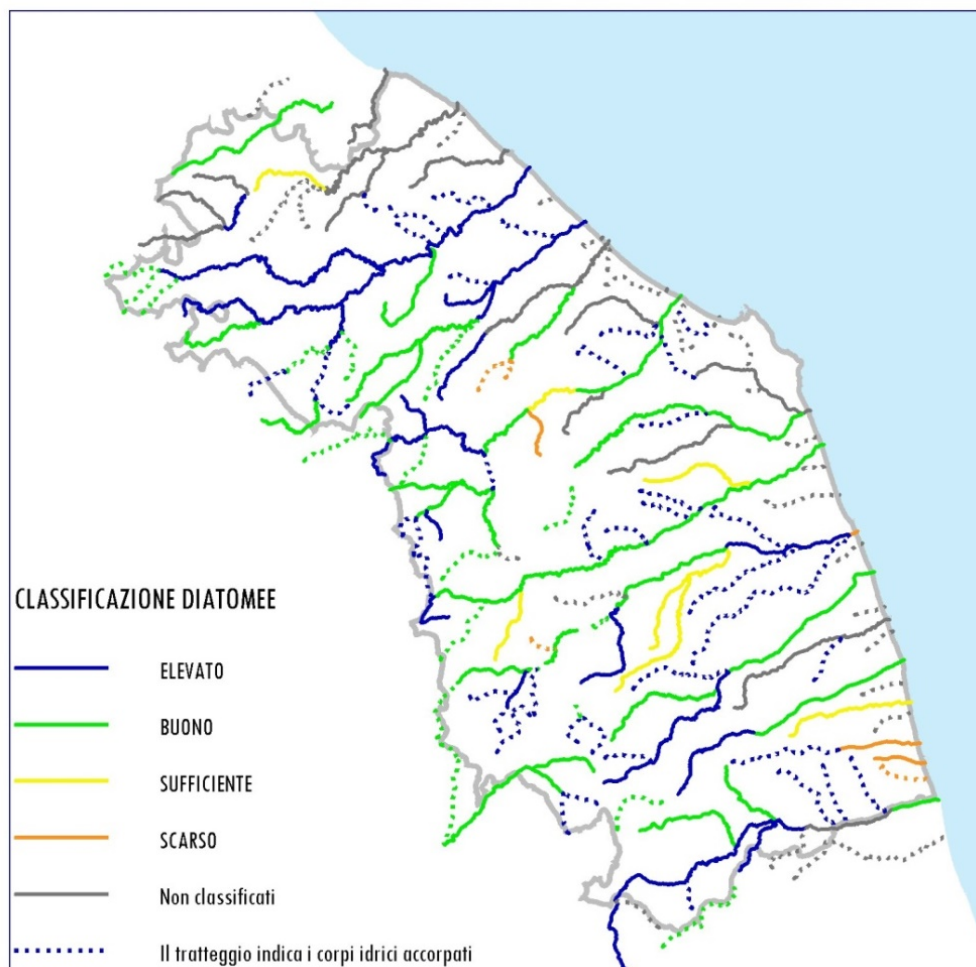 CLASSIFICAZIONE DIATOMEE
ELEVATO
BUONO
SUFFICIENTE
SCARSO
Non classificati
Il tratteggio indica i corpi idrici accorpati